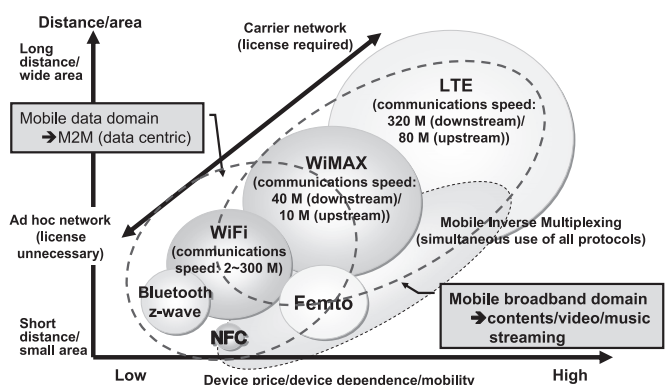 Distance/area
Long
distance/
wide area
Carrier network
(license required)
LTE
(communications speed:
320 M (downstream)/
80 M (upstream))
Mobile data domain
➔M2M (data centric)
WiMAX
(communications speed:
40 M (downstream)/
10 M (upstream))
Ad hoc network
(license
unnecessary)
WiFi
(communications
speed: 2~300 M)
Mobile Inverse Multiplexing
(simultaneous use of all protocols)
Bluetooth
z-wave
Femto
NFC
Mobile broadband domain
➔contents/video/music
streaming
Short
distance/
small area
Low
Device price/device dependence/mobility
High